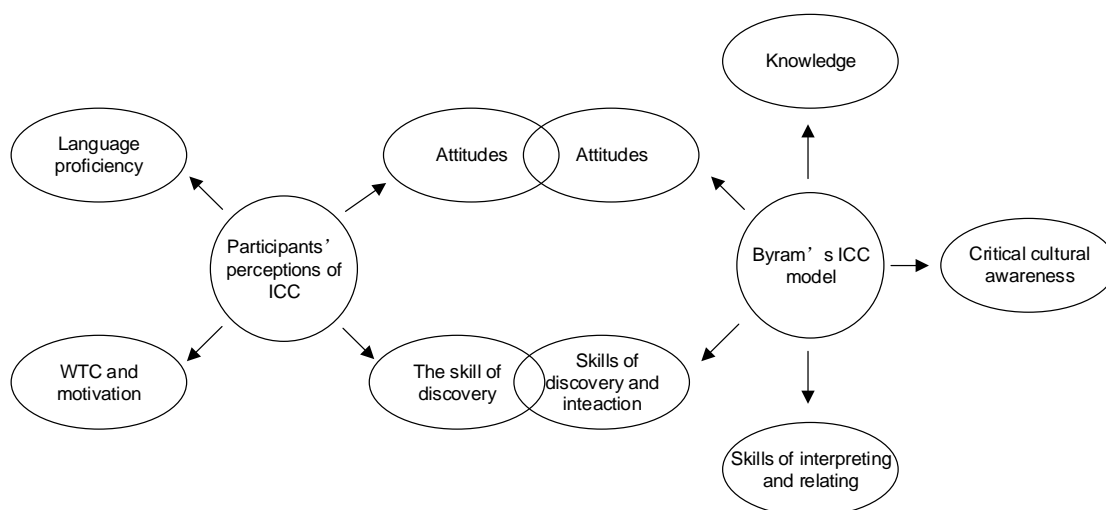 Knowledge
Language
proficiency
Attitudes
Attitudes
Participants’
perceptions of
ICC
Byram’s ICC
model
Critical cultural
awareness
WTC and
motivation
The skill of
discovery
Skills of
discovery and
inteaction
Skills of interpreting
and relating